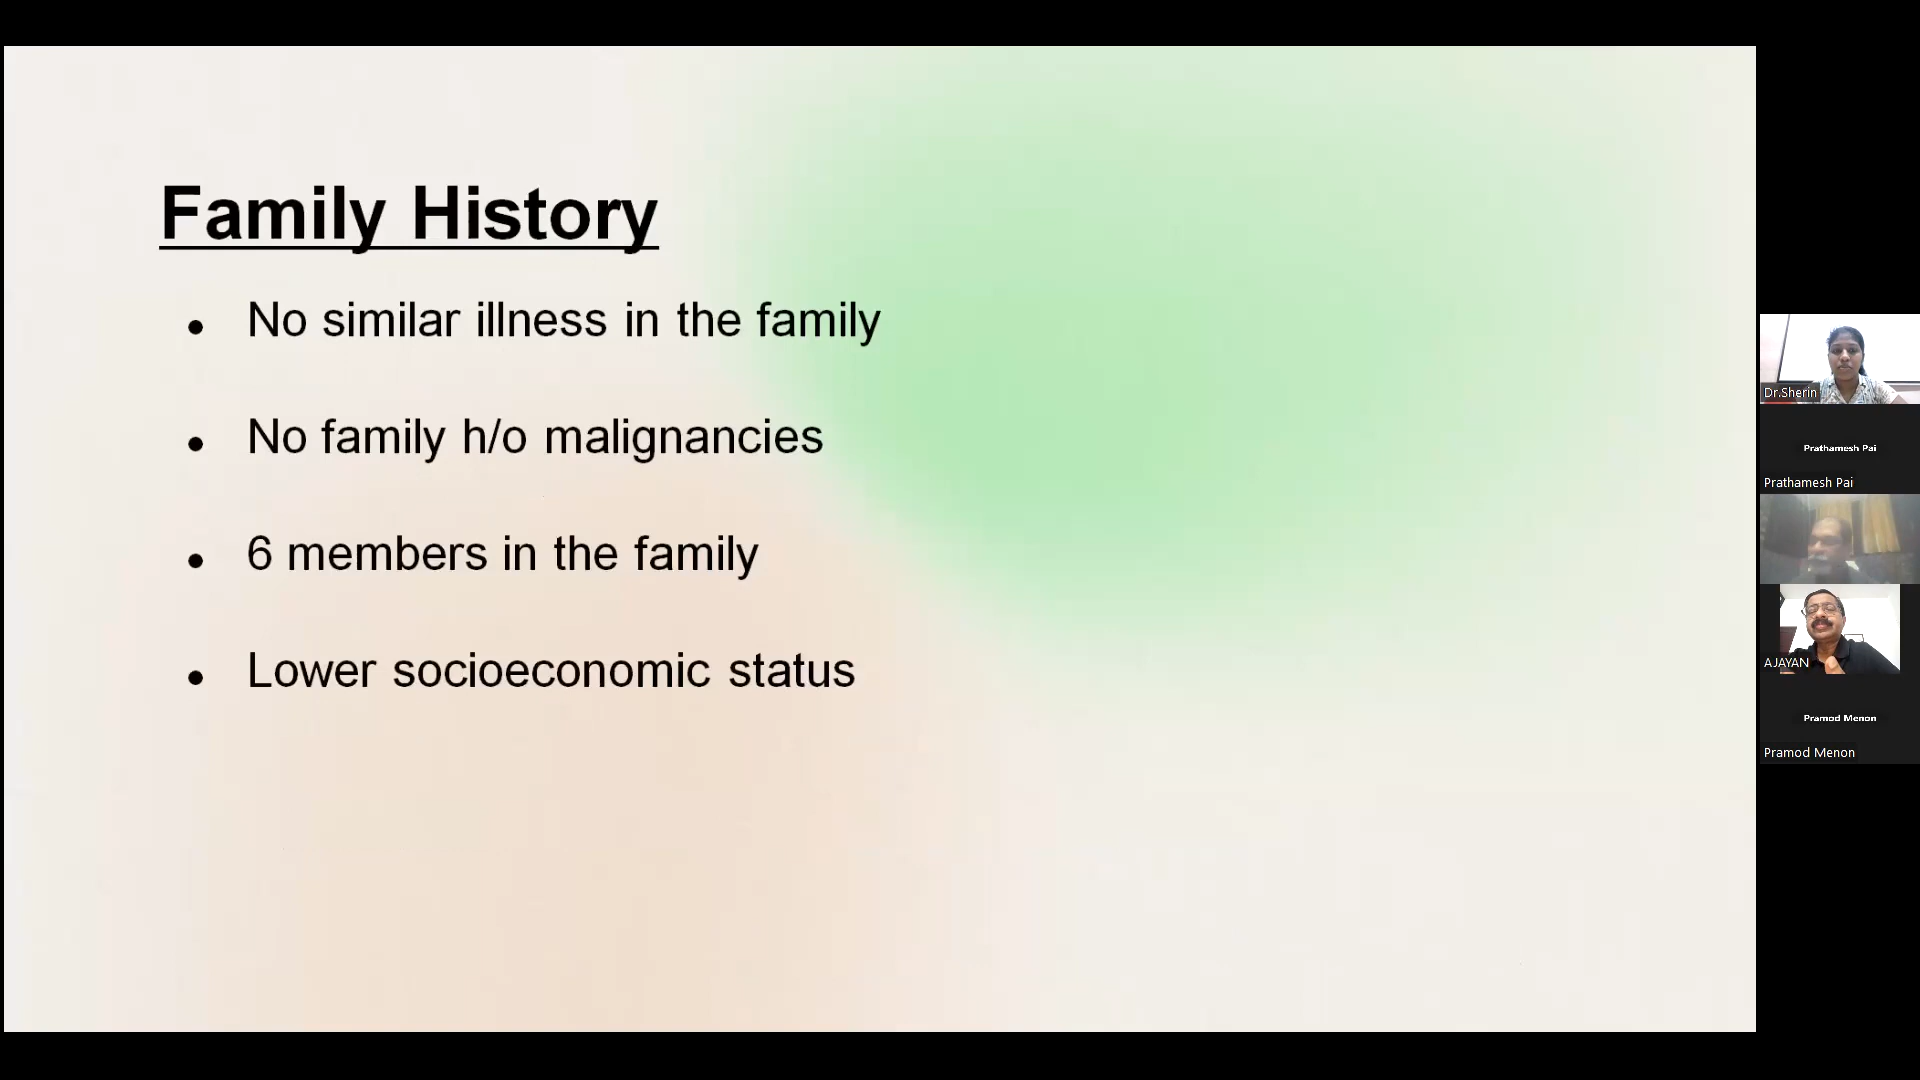 Family History
• No similar illness in the family
• No family h/o malignancies
• 6 members in the family
• Lower socioeconomic status
Dr.Sherin
Prathamesh Pai
Prathamesh Pai
AJAYAN
Pramod Menon
Pramod Menon